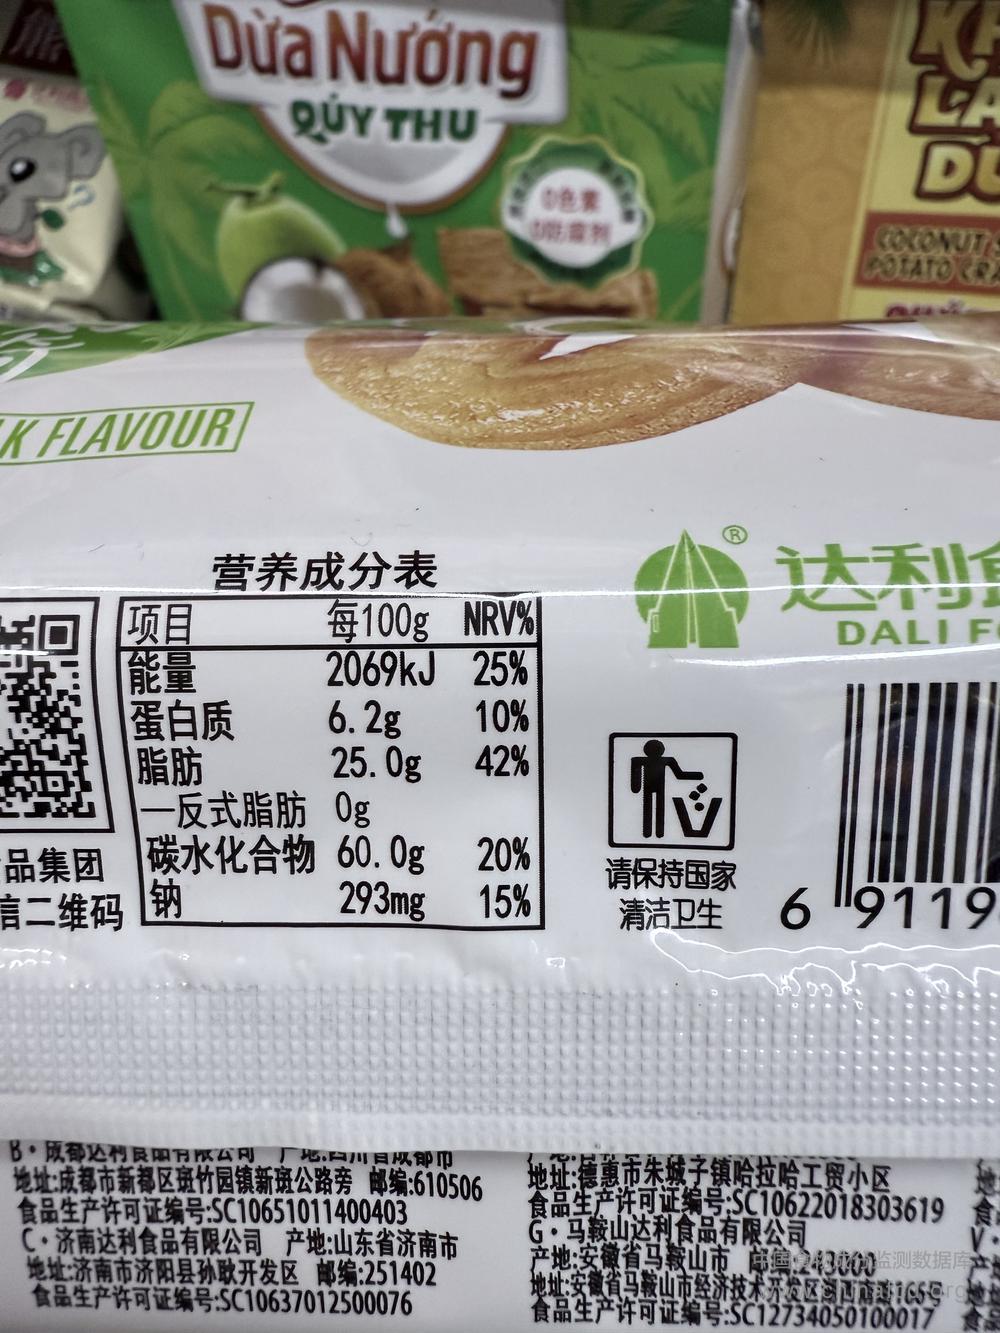 Dừa Nướng
QÚY THU
0色素
0防腐剂
COCONUT
POTATO CRA
LK FLAVOUR
营养成分表
项目 每100g NRV%
能量 2069kJ 25%
蛋白质 6.2g 10%
脂肪 25.0g 42%
—反式脂肪 0g
碳水化合物 60.0g 20%
钠 293mg 15%
品集团
信二维码
®
达利食
DALI FO
请保持国家
清洁卫生
6 9119
B·成都达利食品有限公司 产地:四川省成都市
地址:成都市新都区斑竹园镇新斑公路旁 邮编:610506
食品生产许可证编号:SC10651011400403
C·济南达利食品有限公司 产地:山东省济南市
地址:济南市济阳县孙耿开发区 邮编:251402
食品生产许可证编号:SC10637012500076
地址:德惠市朱城子镇哈拉哈工贸小区
食品生产许可证编号:SC10622018303619
G·马鞍山达利食品有限公司
产地:安徽省马鞍山市
地址:安徽省马鞍山市经济技术开发区
食品生产许可证编号:SC12734050100017